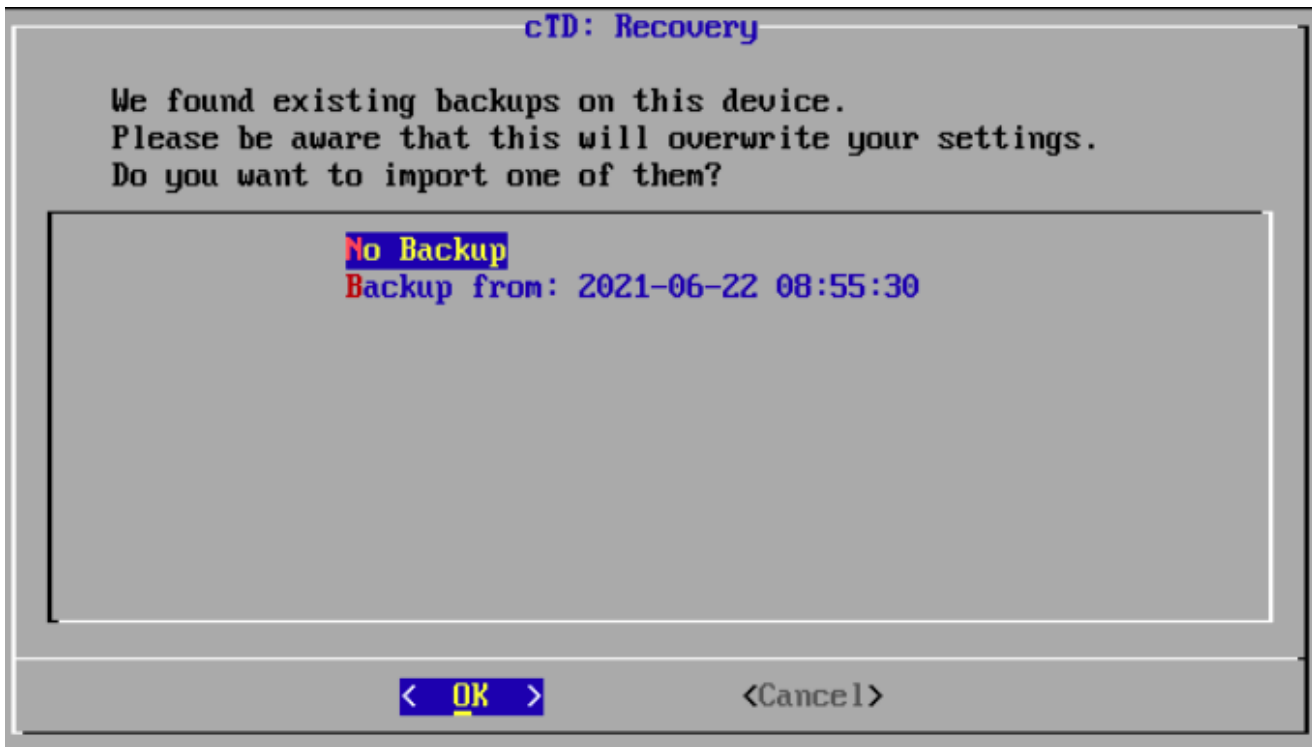 cTD: Recovery
We found existing backups on this device.
Please be aware that this will overwrite your settings.
Do you want to import one of them?
No Backup
Backup from: 2021-06-22 08:55:30
< OK > <Cancel>